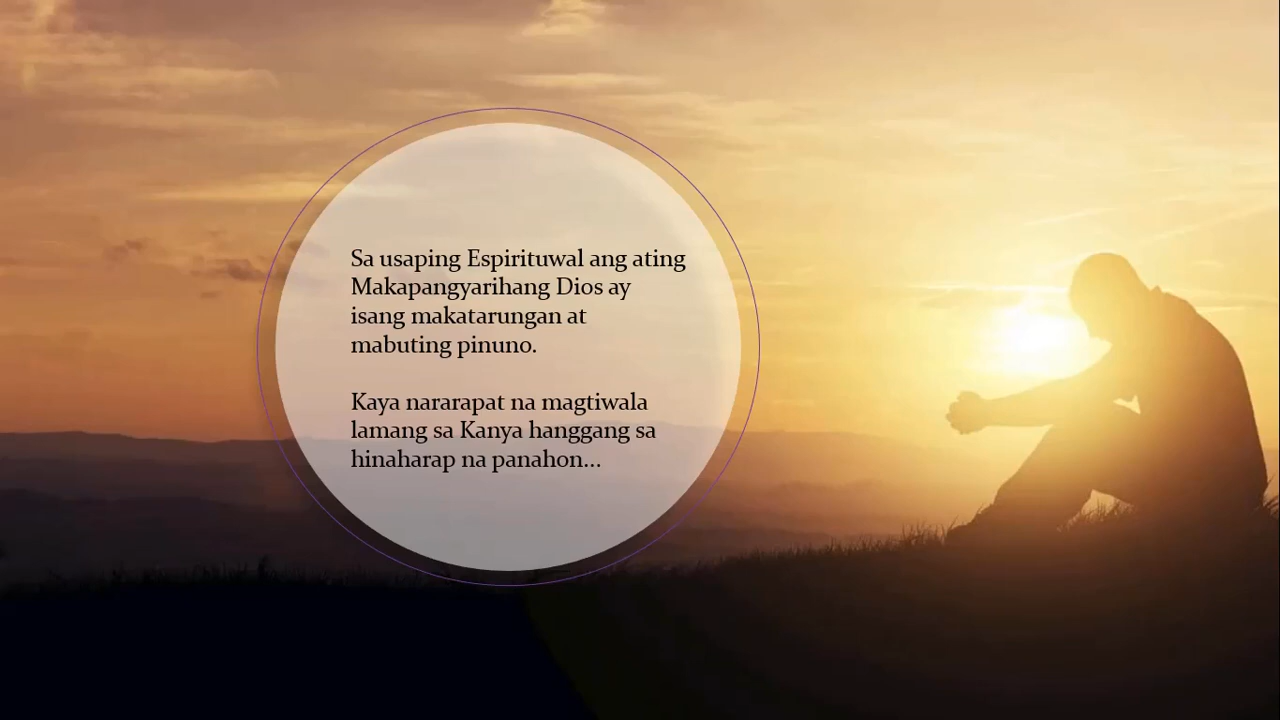 Sa usaping Espirituwal ang ating
Makapangyarihang Dios ay
isang makatarungan at
mabuting pinuno.
Kaya nararapat na magtiwala
lamang sa Kanya hanggang sa
hinaharap na panahon...